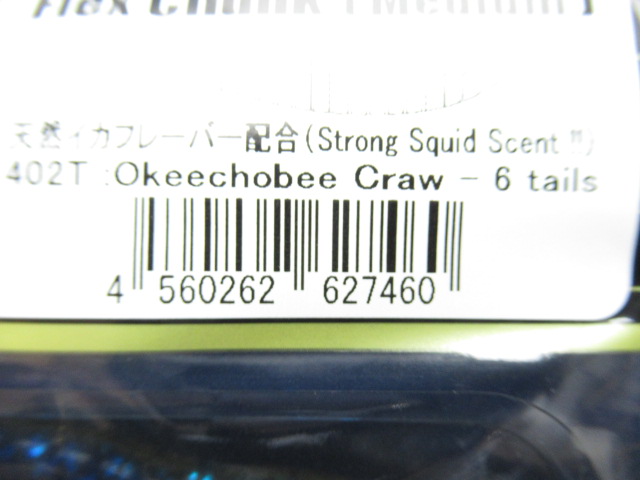 Flex Chunk [Medium]
天然イカフレーバー配合(Strong Squid Scent !!)
402T :Okeechobee Craw - 6 tails
4 560262 627460